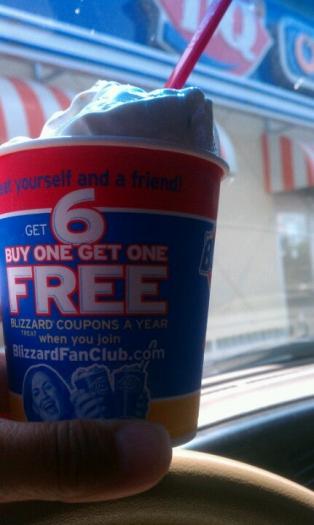 yourself and a friend!
GET 6
BUY ONE GET ONE
FREE
BLIZZARD® COUPONS A YEAR
TREAT when you join
BlizzardFanClub.com
DQ